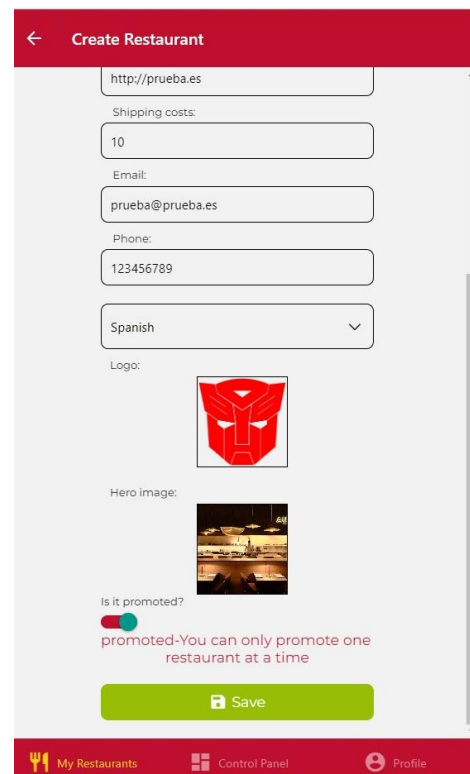 Create Restaurant
http://prueba.es
Shipping costs:
10
Email:
prueba@prueba.es
Phone:
123456789
Spanish
Logo:
Hero image:
Is it promoted?
promoted-You can only promote one
restaurant at a time
Save
My Restaurants
Control Panel
Profile